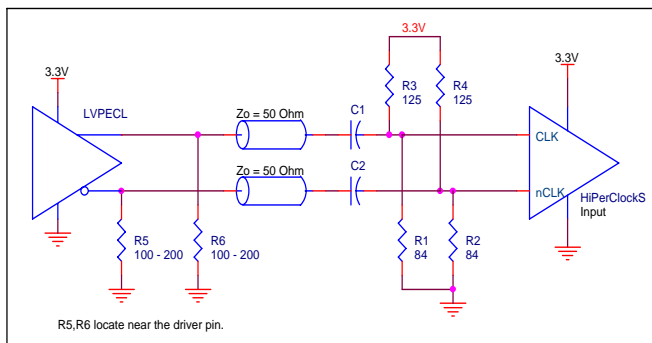 3.3V
3.3V
3.3V
R3
125
R4
125
LVPECL
Zo = 50 Ohm
C1
CLK
Zo = 50 Ohm
C2
nCLK
HiPerClockS
Input
R5
100 - 200
R6
100 - 200
R1
84
R2
84
R5,R6 locate near the driver pin.